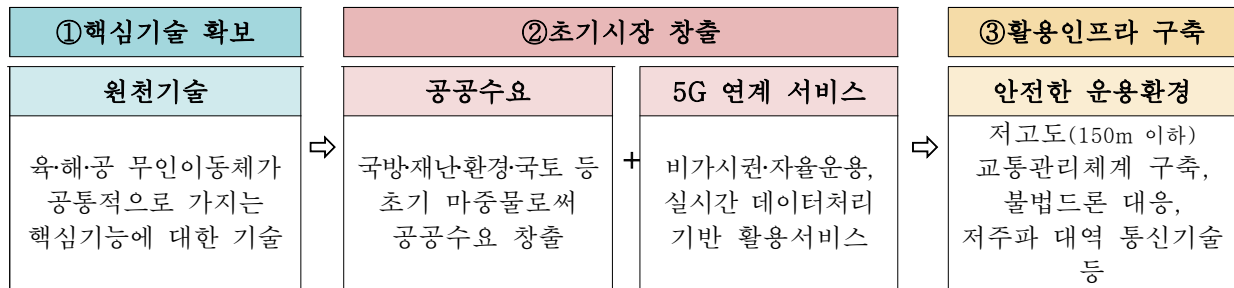 ①핵심기술 확보
원천기술
육·해·공 무인이동체가
공통적으로 가지는
핵심기능에 대한 기술
⇨
②초기시장 창출
공공수요
국방·재난·환경·국토 등
초기 마중물로써
공공수요 창출
+
5G 연계 서비스
비가시권·자율운용,
실시간 데이터처리
기반 활용서비스
⇨
③활용인프라 구축
안전한 운용환경
저고도(150m 이하)
교통관리체계 구축,
불법드론 대응,
저주파 대역 통신기술
등